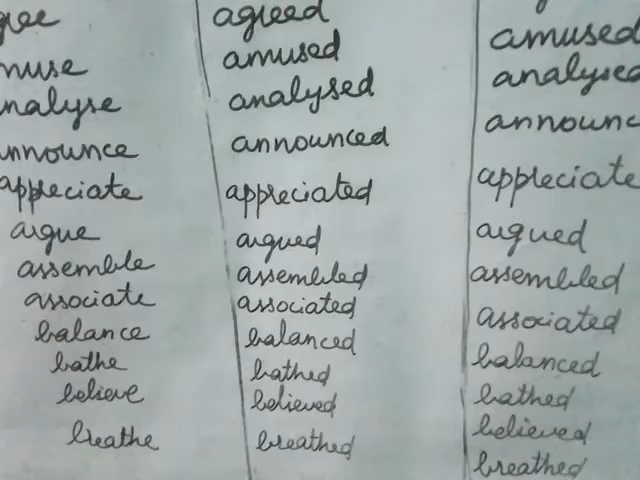 gree agreed
muse amused amused
nalyse analysed analysed
nnounce announced announc
appreciate appreciated appreciate
argue argued argued
assemble assembled assembled
associate associated associated
balance balanced balanced
bathe bathed bathed
believe believed believed
breathe breathed breathed